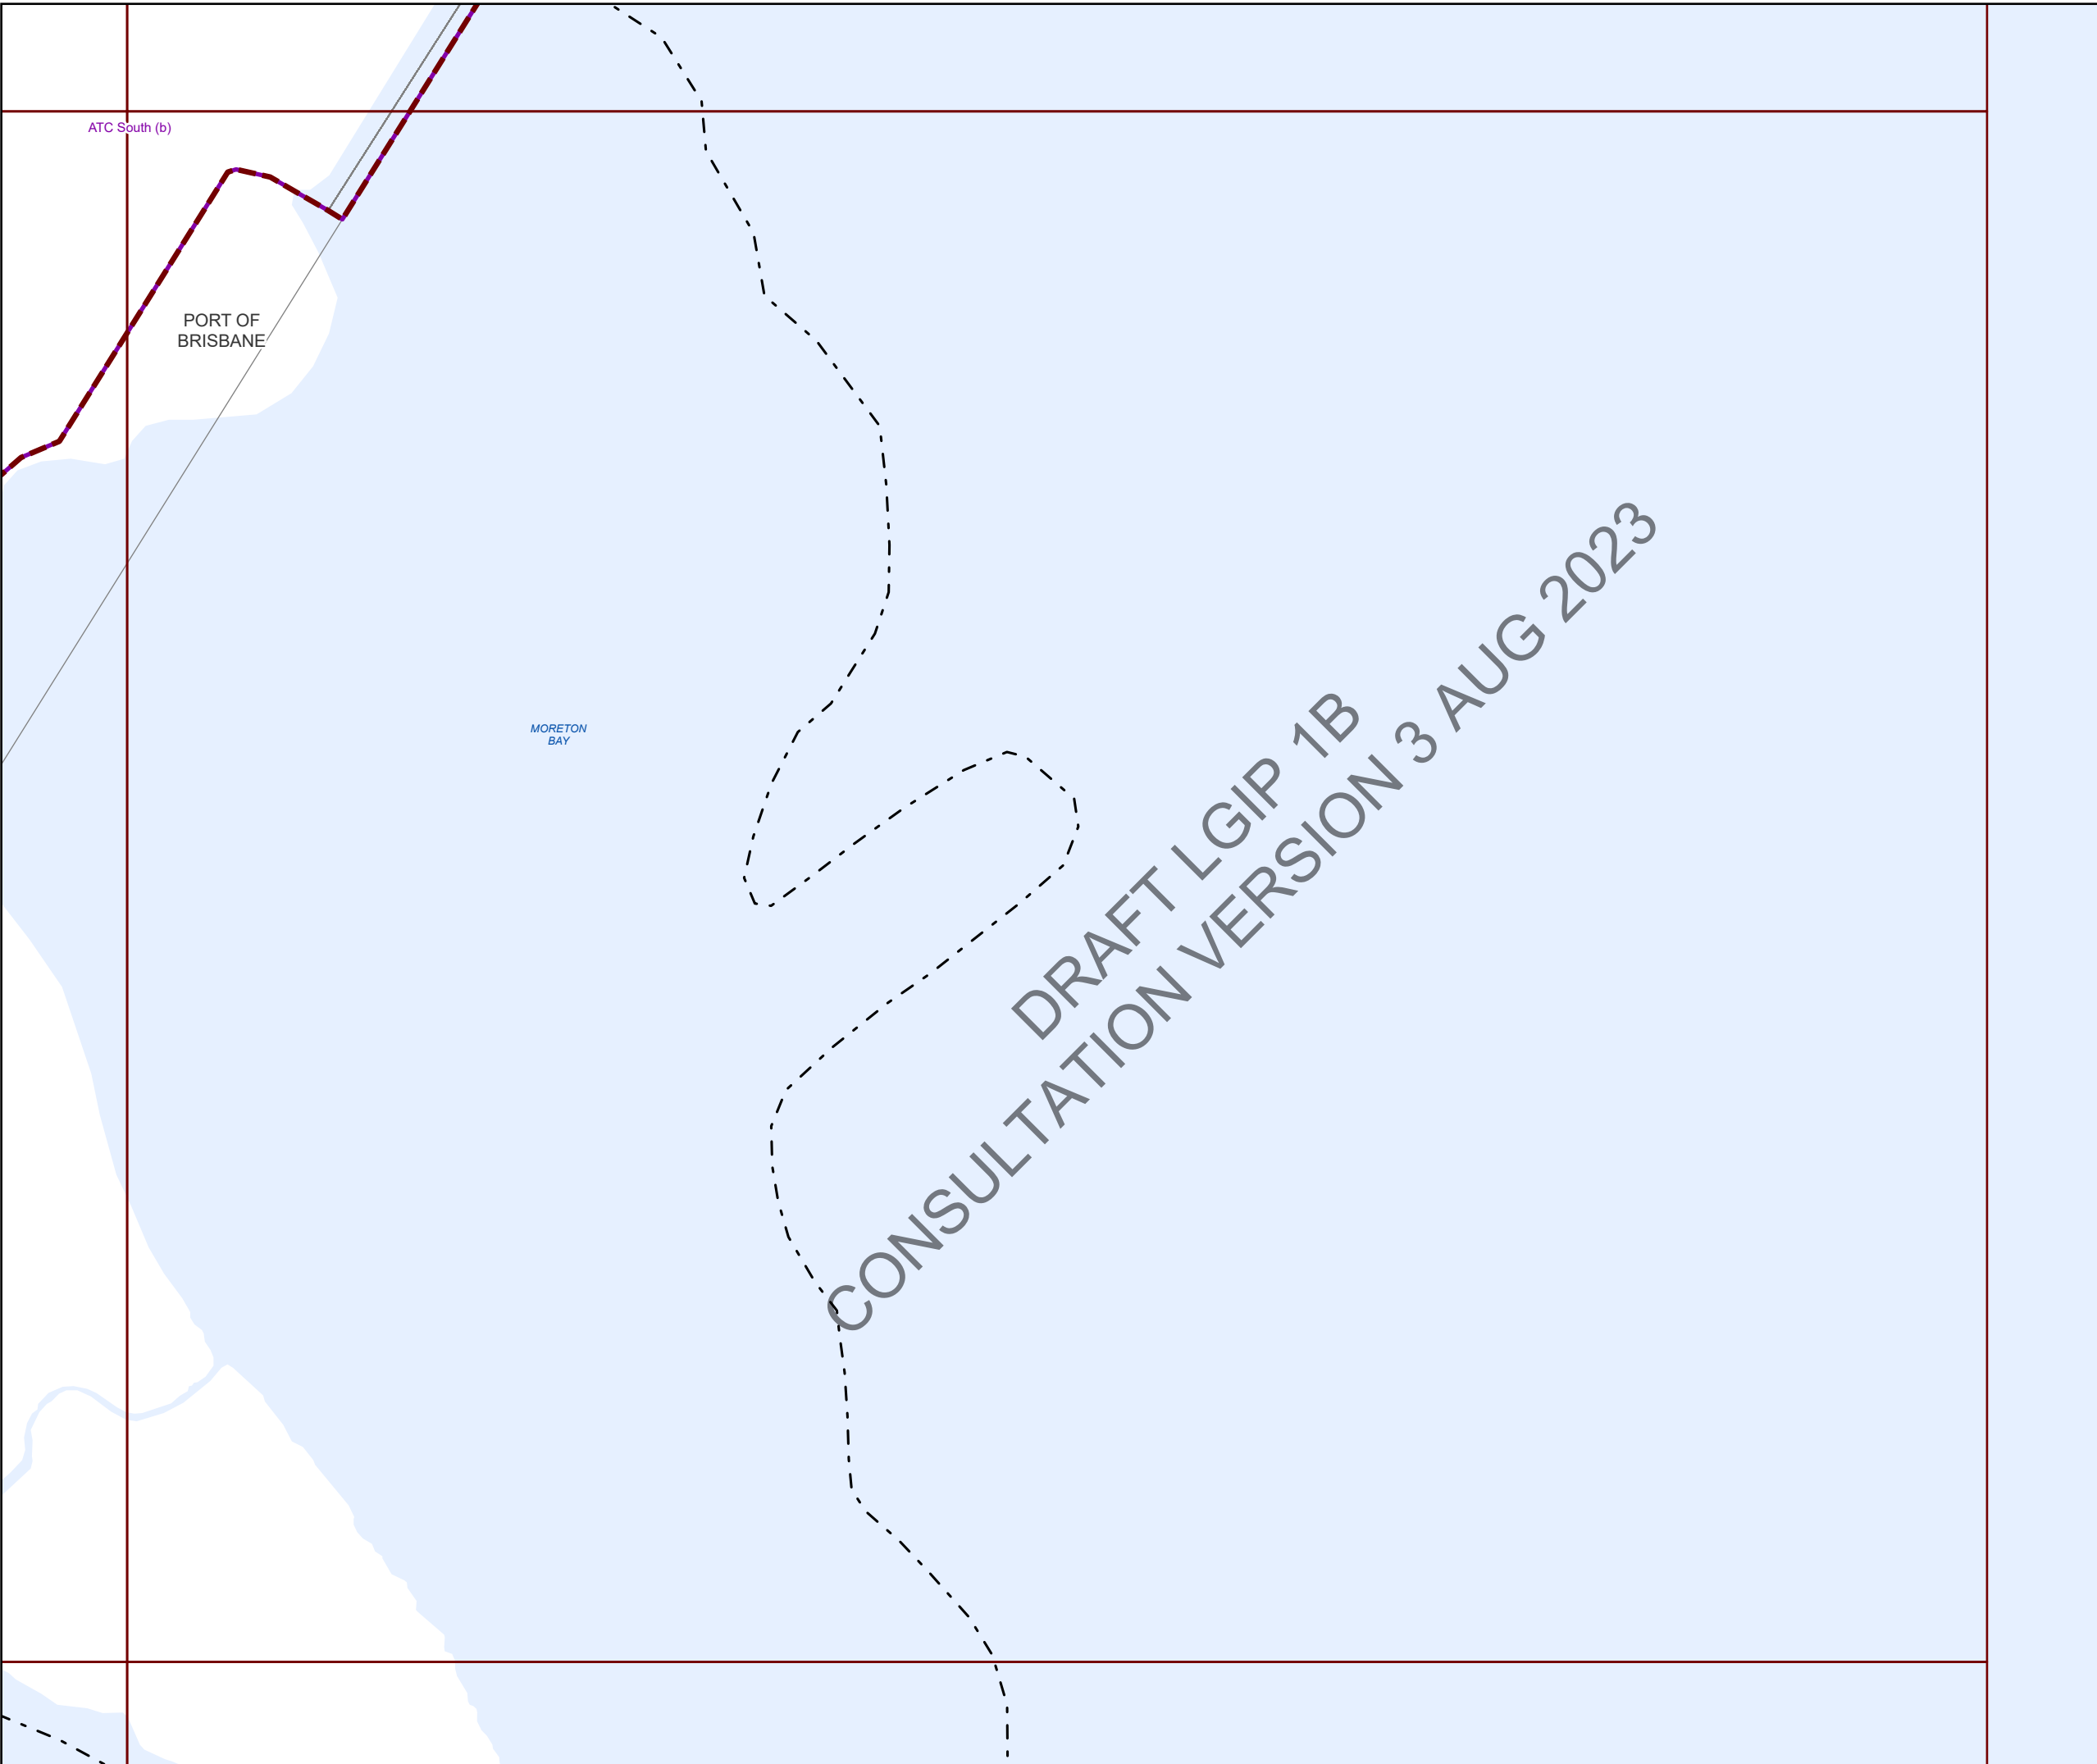 ATC South (b)
PORT OF
BRISBANE
MORETON
BAY
DRAFT LGIP 1B
CONSULTATION VERSION 3 AUG 2023